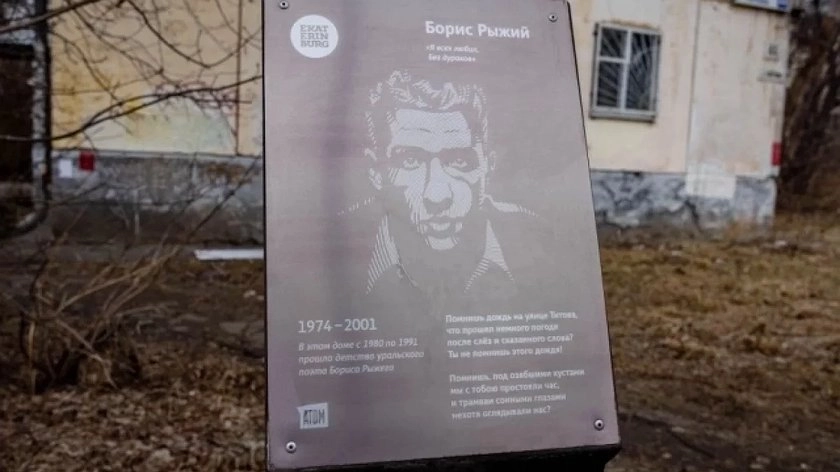 EKAT
ERIN
BURG
Борис Рыжий
«Я всех любил.
Без дураков»
1974–2001
В этом доме с 1980 по 1991
прошло детство уральского
поэта Бориса Рыжего
Помнишь дождь на улице Титова,
что прошёл немного погодя
после слёз и сказанного слова?
Ты не помнишь этого дождя!
Помнишь, под озябшими кустами
мы с тобою простояли час,
и трамваи сонными глазами
нехотя оглядывали нас?
АТОМ